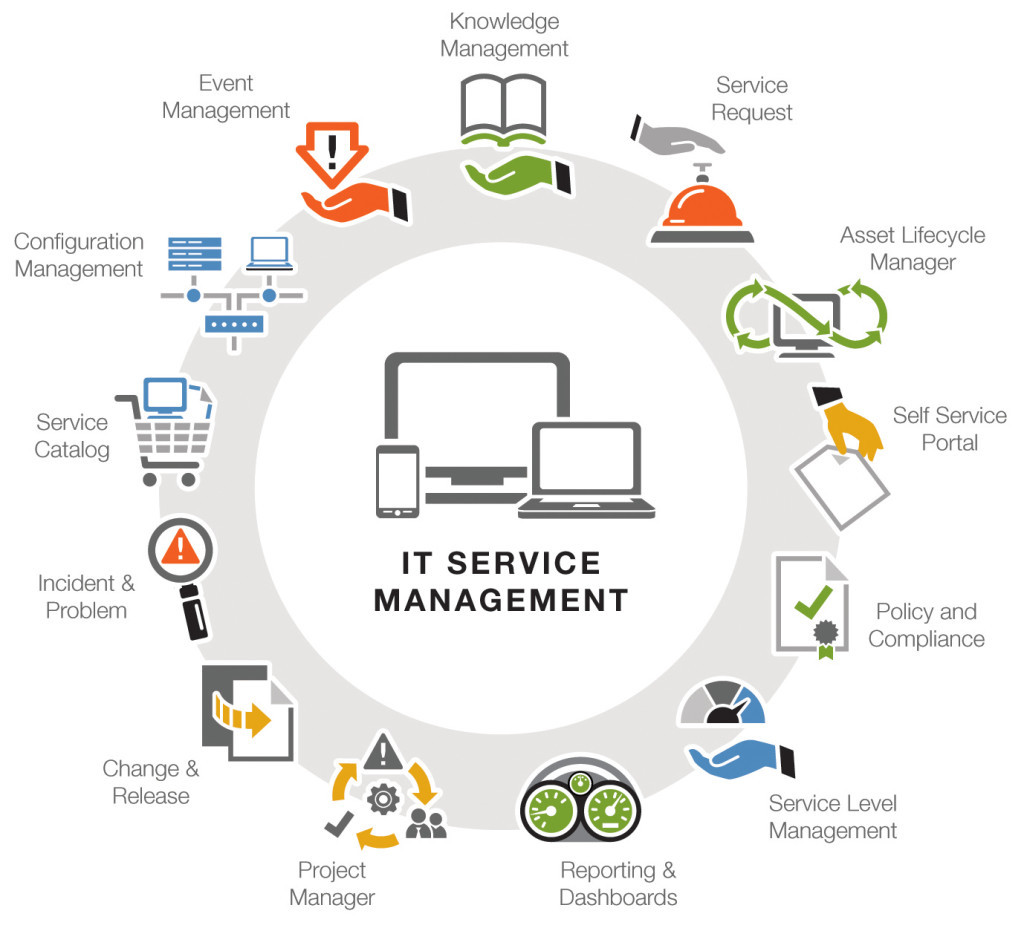 Knowledge
Management
Service
Request
Asset Lifecycle
Manager
Self Service
Portal
Policy and
Compliance
Service Level
Management
Reporting &
Dashboards
Project
Manager
Change &
Release
Incident &
Problem
Service
Catalog
Configuration
Management
Event
Management
IT SERVICE
MANAGEMENT